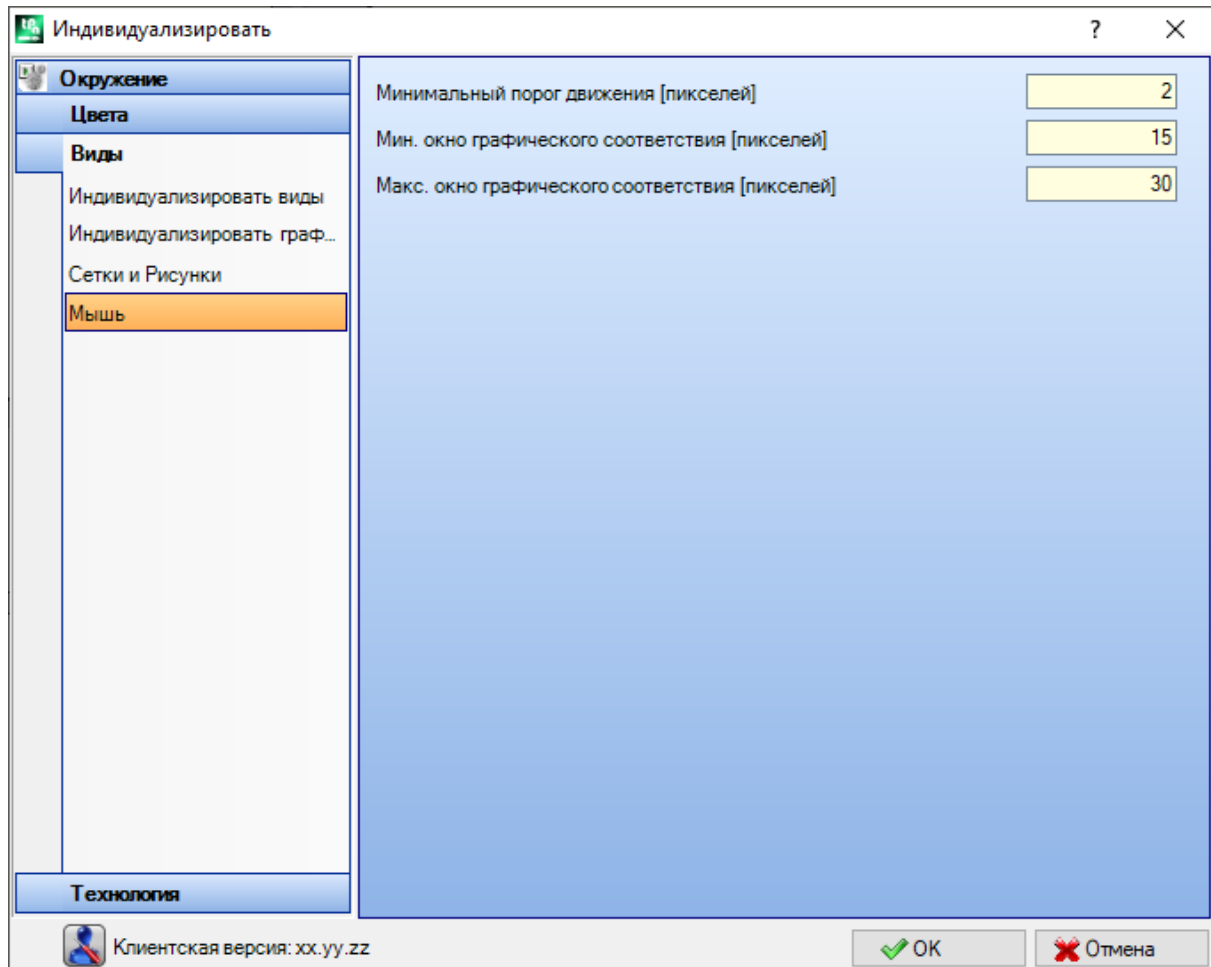 Индивидуализировать
?
Окружение
Цвета
Виды
Индивидуализировать виды
Индивидуализировать граф...
Сетки и Рисунки
Мышь
Технология
Минимальный порог движения [пикселей] 2
Мин. окно графического соответствия [пикселей] 15
Макс. окно графического соответствия [пикселей] 30
Клиентская версия: xx.yy.zz
OK
Отмена